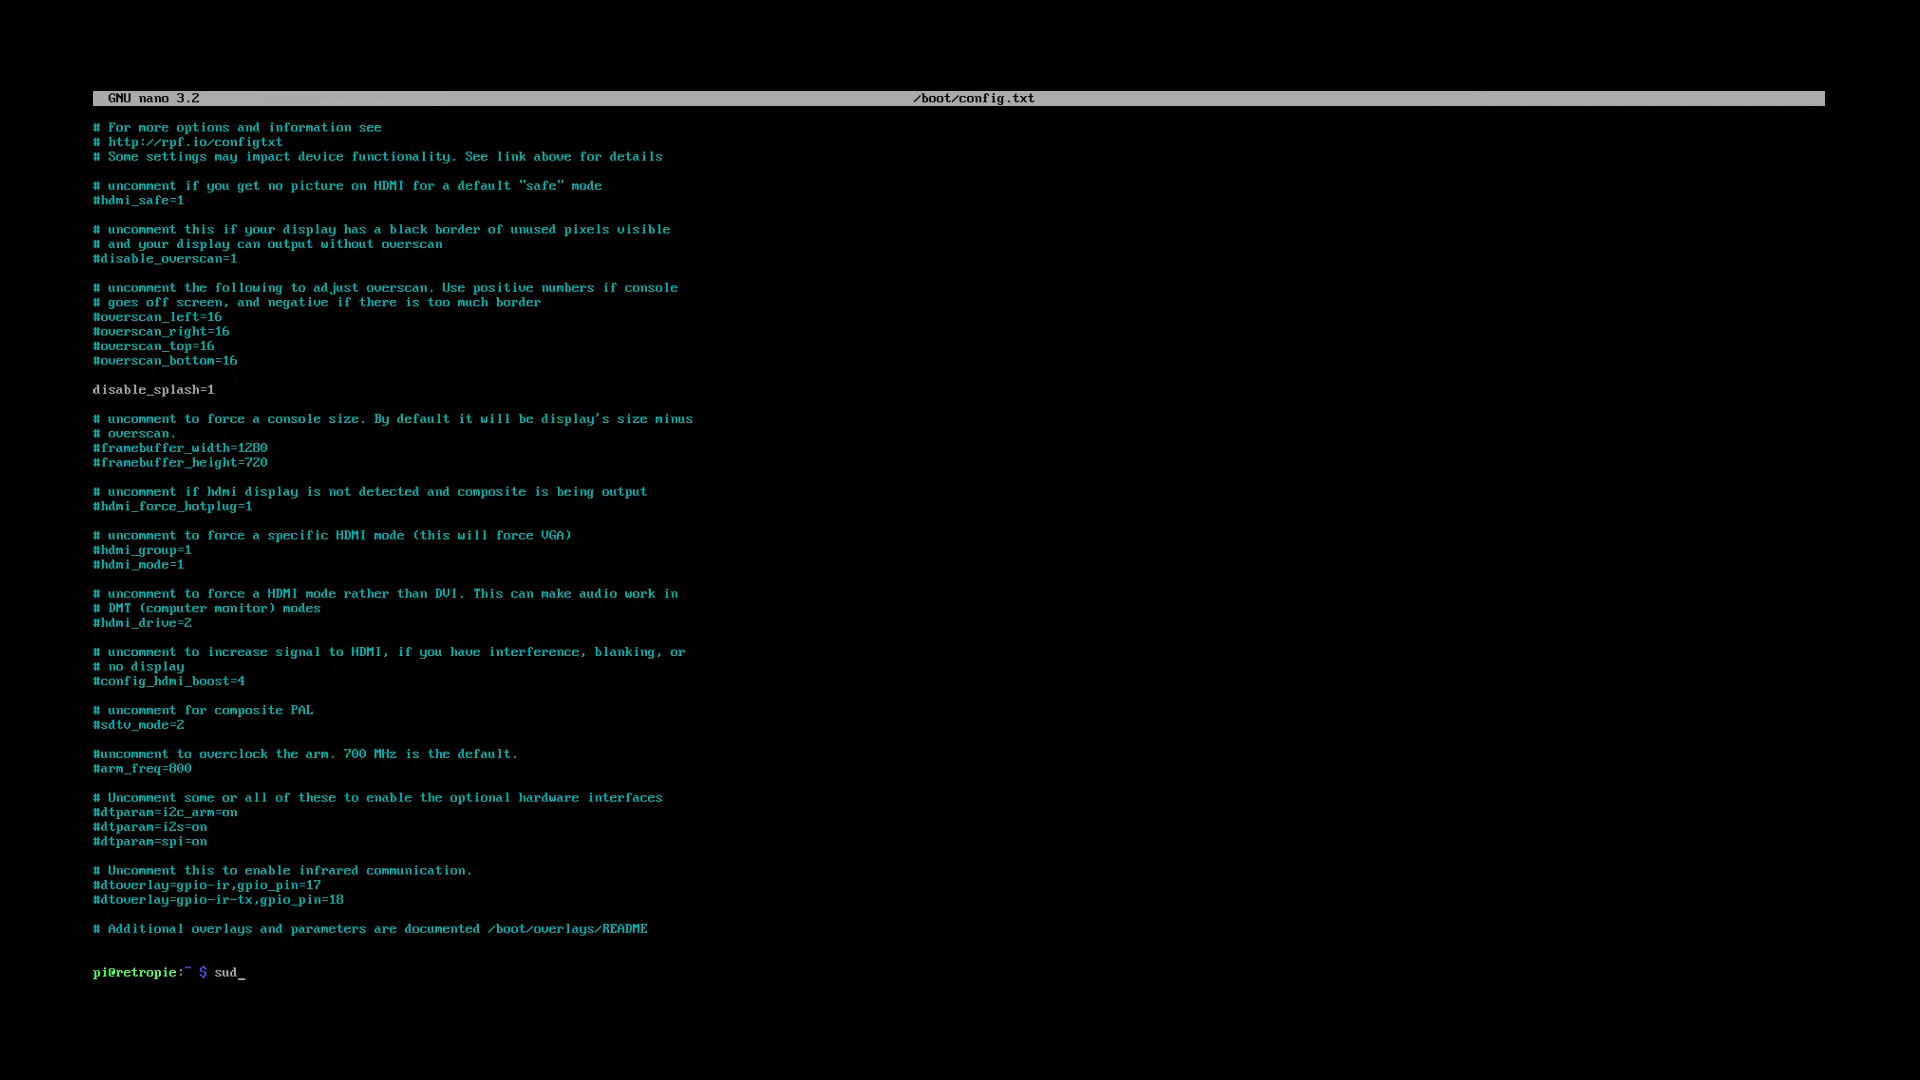 GNU nano 3.2 /boot/config.txt
# For more options and information see
# http://rpf.io/configtxt
# Some settings may impact device functionality. See link above for details
# uncomment if you get no picture on HDMI for a default "safe" mode
#hdmi_safe=1
# uncomment this if your display has a black border of unused pixels visible
# and your display can output without overscan
#disable_overscan=1
# uncomment the following to adjust overscan. Use positive numbers if console
# goes off screen, and negative if there is too much border
#overscan_left=16
#overscan_right=16
#overscan_top=16
#overscan_bottom=16
disable_splash=1
# uncomment to force a console size. By default it will be display's size minus
# overscan.
#framebuffer_width=1280
#framebuffer_height=720
# uncomment if hdmi display is not detected and composite is being output
#hdmi_force_hotplug=1
# uncomment to force a specific HDMI mode (this will force VGA)
#hdmi_group=1
#hdmi_mode=1
# uncomment to force a HDMI mode rather than DVI. This can make audio work in
# DMT (computer monitor) modes
#hdmi_drive=2
# uncomment to increase signal to HDMI, if you have interference, blanking, or
# no display
#config_hdmi_boost=4
# uncomment for composite PAL
#sdtv_mode=2
#uncomment to overclock the arm. 700 MHz is the default.
#arm_freq=800
# Uncomment some or all of these to enable the optional hardware interfaces
#dtparam=i2c_arm=on
#dtparam=i2s=on
#dtparam=spi=on
# Uncomment this to enable infrared communication.
#dtoverlay=gpio-ir,gpio_pin=17
#dtoverlay=gpio-ir-tx,gpio_pin=18
# Additional overlays and parameters are documented /boot/overlays/README
pi@retropie:~ $ sud_